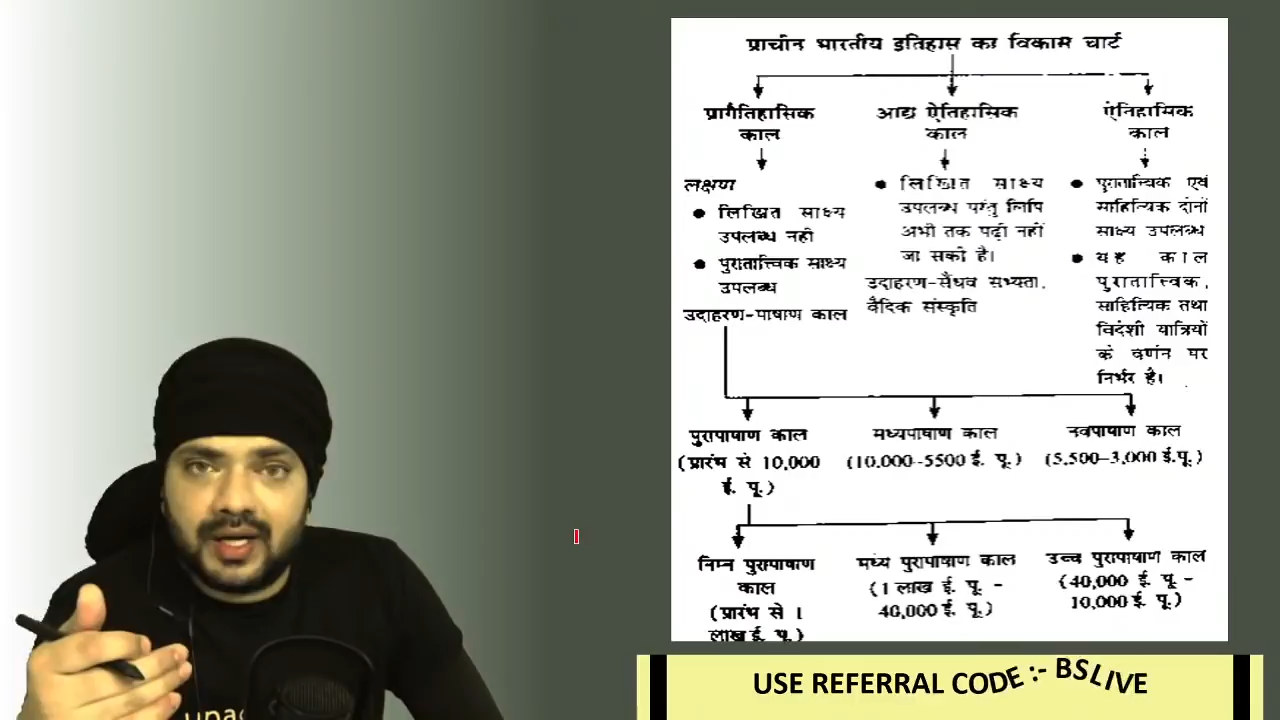 प्राचीन भारतीय इतिहास का विकास चार्ट
प्रागैतिहासिक
काल
लक्षण
लिखित साक्ष्य
उपलब्ध नही
पुरातात्त्विक साक्ष्य
उपलब्ध
उदाहरण-पाषाण काल
आद्य ऐतिहासिक
काल
लिखित साक्ष्य
उपलब्ध परंतु लिपि
अभी तक पढ़ी नहीं
जा सकी है।
उदाहरण-सैंधव सभ्यता,
वैदिक संस्कृति
ऐतिहासिक
काल
पुरातात्त्विक एवं
साहित्यिक दोनों
साक्ष्य उपलब्ध
यह काल
पुरातात्त्विक,
साहित्यिक तथा
विदेशी यात्रियों
के वर्णन पर
निर्भर है।
पुरापाषाण काल
(प्रारंभ से 10,000
ई. पू.)
मध्यपाषाण काल
(10,000-5500 ई. पू.)
नवपाषाण काल
(5,500-3,000 ई.पू.)
निम्न पुरापाषाण
काल
(प्रारंभ से 1
लाख ई. पू.)
मध्य पुरापाषाण काल
(1 लाख ई. पू. -
40,000 ई. पू.)
उच्च पुरापाषाण काल
(40,000 ई. पू -
10,000 ई. पू.)
USE REFERRAL CODE :- BSLIVE